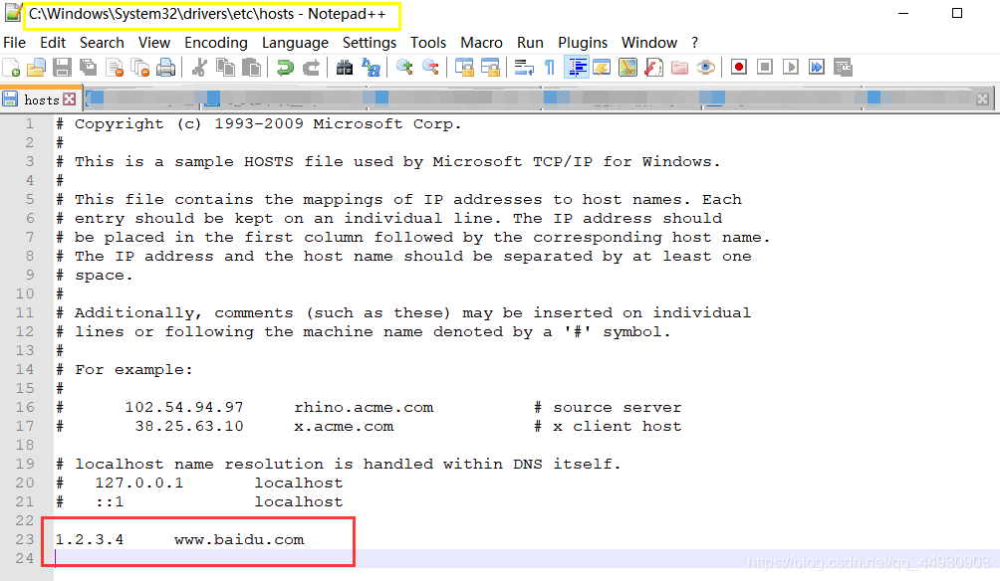 C:\Windows\System32\drivers\etc\hosts - Notepad++
File Edit Search View Encoding Language Settings Tools Macro Run Plugins Window ?
hosts
1 # Copyright (c) 1993-2009 Microsoft Corp.
2 #
3 # This is a sample HOSTS file used by Microsoft TCP/IP for Windows.
4 #
5 # This file contains the mappings of IP addresses to host names. Each
6 # entry should be kept on an individual line. The IP address should
7 # be placed in the first column followed by the corresponding host name.
8 # The IP address and the host name should be separated by at least one
9 # space.
10 #
11 # Additionally, comments (such as these) may be inserted on individual
12 # lines or following the machine name denoted by a '#' symbol.
13 #
14 # For example:
15 #
16 #      102.54.94.97     rhino.acme.com          # source server
17 #       38.25.63.10     x.acme.com              # x client host
18
19 # localhost name resolution is handled within DNS itself.
20 #   127.0.0.1       localhost
21 #   ::1             localhost
22
23 1.2.3.4     www.baidu.com
24
https://blog.csdn.net/qq_44930903